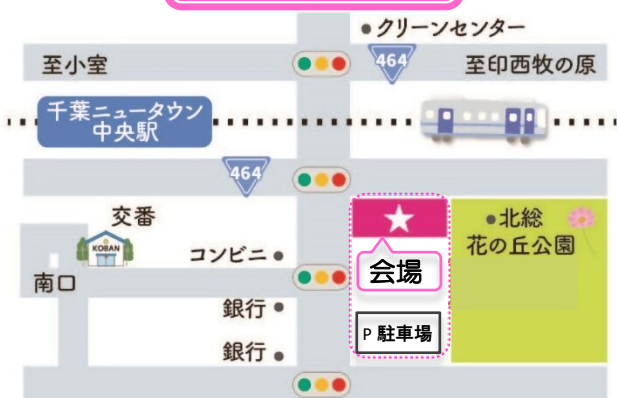 クリーンセンター
至小室
464
至印西牧の原
千葉ニュータウン
中央駅
464
交番
KOBAN
コンビニ
北総
花の丘公園
会場
南口
銀行
P 駐車場
銀行